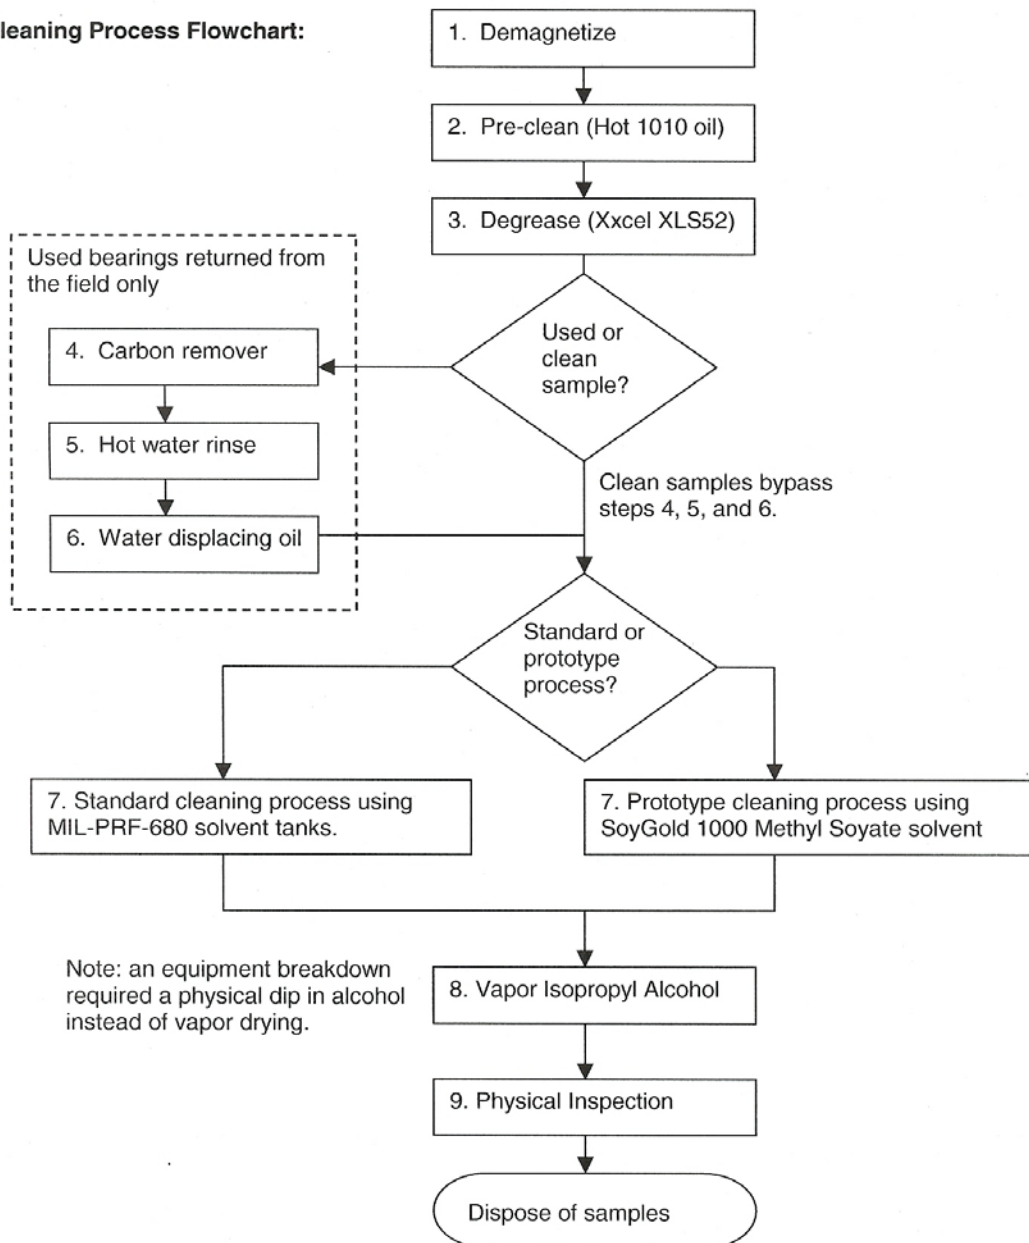 leaning Process Flowchart:
1. Demagnetize
2. Pre-clean (Hot 1010 oil)
3. Degrease (Xxcel XLS52)
Used or
clean
sample?
Used bearings returned from
the field only
4. Carbon remover
5. Hot water rinse
6. Water displacing oil
Clean samples bypass
steps 4, 5, and 6.
Standard or
prototype
process?
7. Standard cleaning process using
MIL-PRF-680 solvent tanks.
7. Prototype cleaning process using
SoyGold 1000 Methyl Soyate solvent
Note: an equipment breakdown
required a physical dip in alcohol
instead of vapor drying.
8. Vapor Isopropyl Alcohol
9. Physical Inspection
Dispose of samples